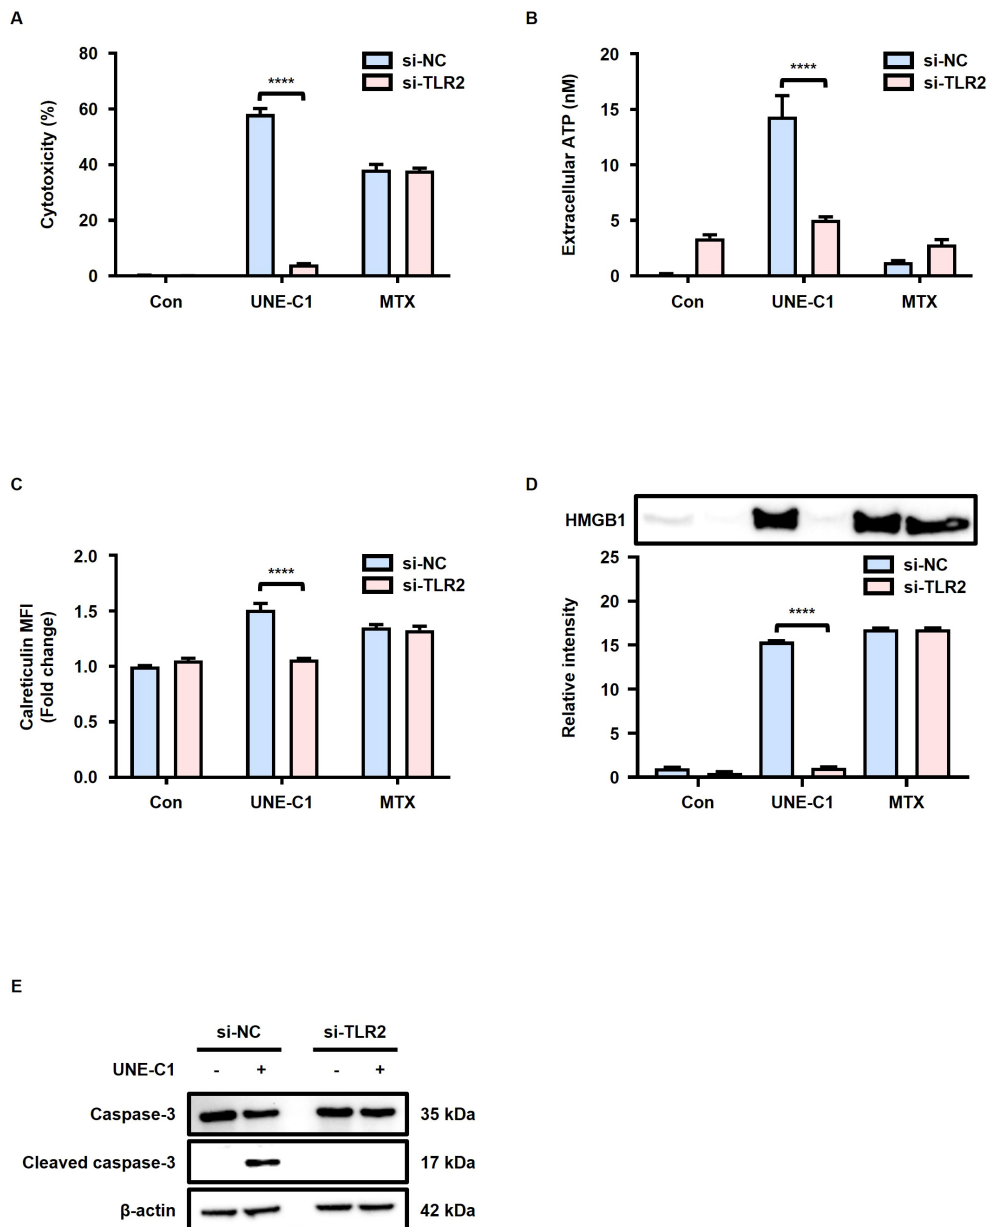 A
Cytotoxicity (%)
80
60
40
20
0
si-NC
si-TLR2
****
Con
UNE-C1
MTX
B
Extracellular ATP (nM)
20
15
10
5
0
si-NC
si-TLR2
****
Con
UNE-C1
MTX
C
Calreticulin MFI
(Fold change)
2.0
1.5
1.0
0.5
0.0
si-NC
si-TLR2
****
Con
UNE-C1
MTX
D
HMGB1
Relative intensity
25
20
15
10
5
0
si-NC
si-TLR2
****
Con
UNE-C1
MTX
E
si-NC si-TLR2
UNE-C1 - + - +
Caspase-3 35 kDa
Cleaved caspase-3 17 kDa
β-actin 42 kDa